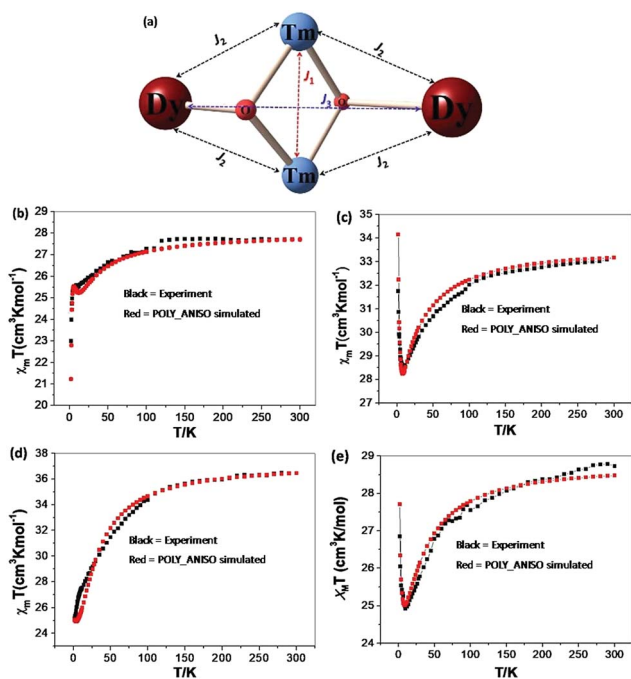 (a)
J2
Tm
J2
J1
Dy
O
J3
O
Dy
J2
Tm
J2
(b)
28
27
26
25
24
23
22
21
20
χmT(cm³Kmol⁻¹)
Black = Experiment
Red = POLY_ANISO simulated
0 50 100 150 200 250 300
T/K
(c)
35
34
33
32
31
30
29
28
27
χmT(cm³Kmol⁻¹)
Black = Experiment
Red = POLY_ANISO simulated
0 50 100 150 200 250 300
T/K
(d)
38
36
34
32
30
28
26
24
χmT(cm³Kmol⁻¹)
Black = Experiment
Red = POLY_ANISO simulated
0 50 100 150 200 250 300
T/K
(e)
29
28
27
26
25
24
χMT (cm³K/mol)
Black = Experiment
Red = POLY_ANISO simulated
0 50 100 150 200 250 300
T/K